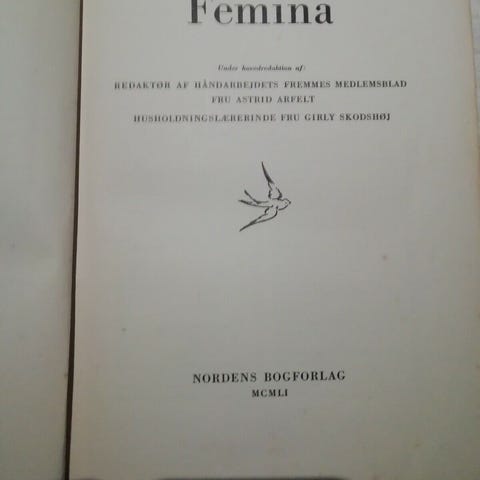 Femina
Under hovedredaktion af:
REDAKTØR AF HÅNDARBEJDETS FREMMES MEDLEMSBLAD
FRU ASTRID ARFELT
HUSHOLDNINGSLÆRERINDE FRU GIRLY SKODSHØJ
NORDENS BOGFORLAG
MCMLI